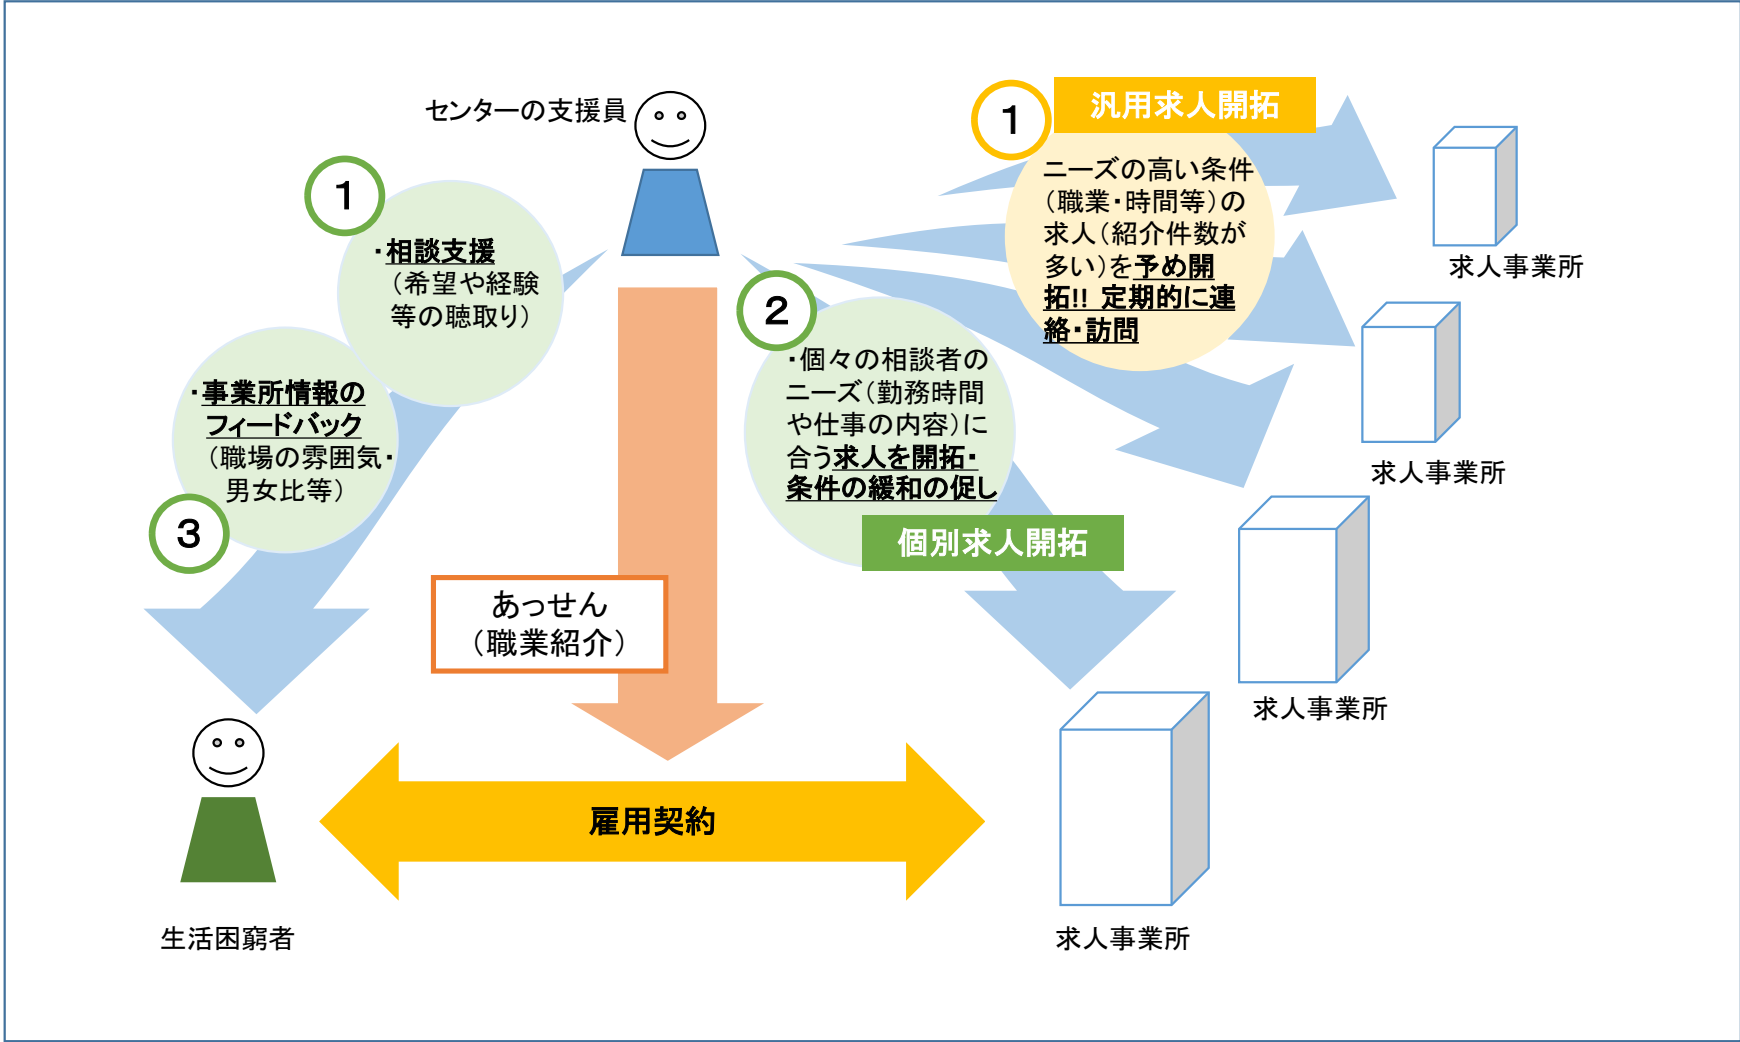 センターの支援員
１
・相談支援
（希望や経験
等の聴取り）
・事業所情報の
フィードバック
（職場の雰囲気・
男女比等）
３
２
・個々の相談者の
ニーズ（勤務時間
や仕事の内容）に
合う求人を開拓・
条件の緩和の促し
個別求人開拓
１
汎用求人開拓
ニーズの高い条件
（職業・時間等）の
求人（紹介件数が
多い）を予め開
拓!! 定期的に連
絡・訪問
求人事業所
求人事業所
求人事業所
あっせん
（職業紹介）
雇用契約
生活困窮者
求人事業所